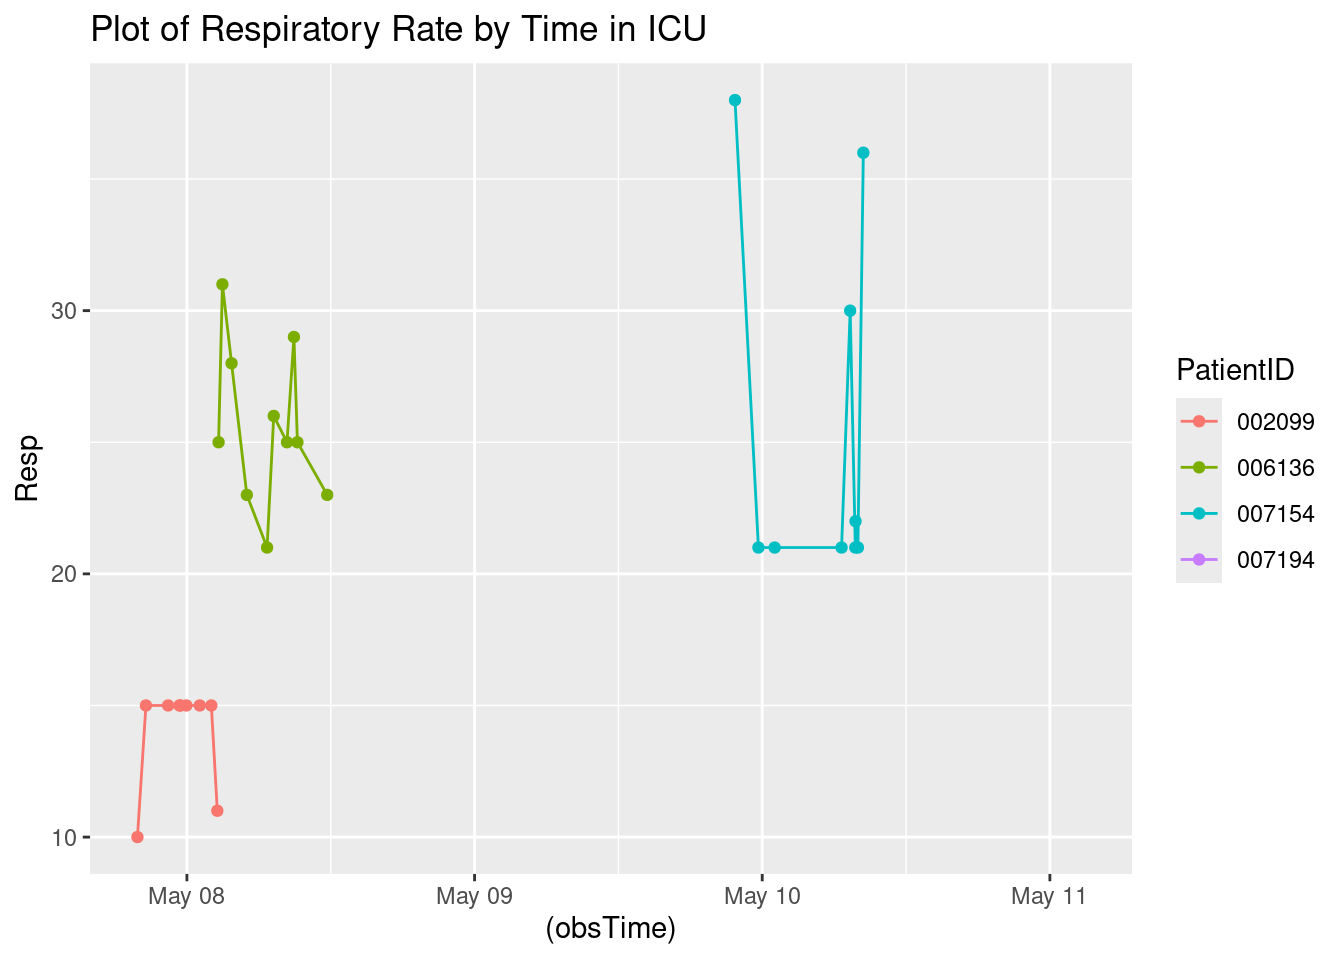 Plot of Respiratory Rate by Time in ICU
Resp
30
20
10
May 08
May 09
May 10
May 11
(obsTime)
PatientID
002099
006136
007154
007194